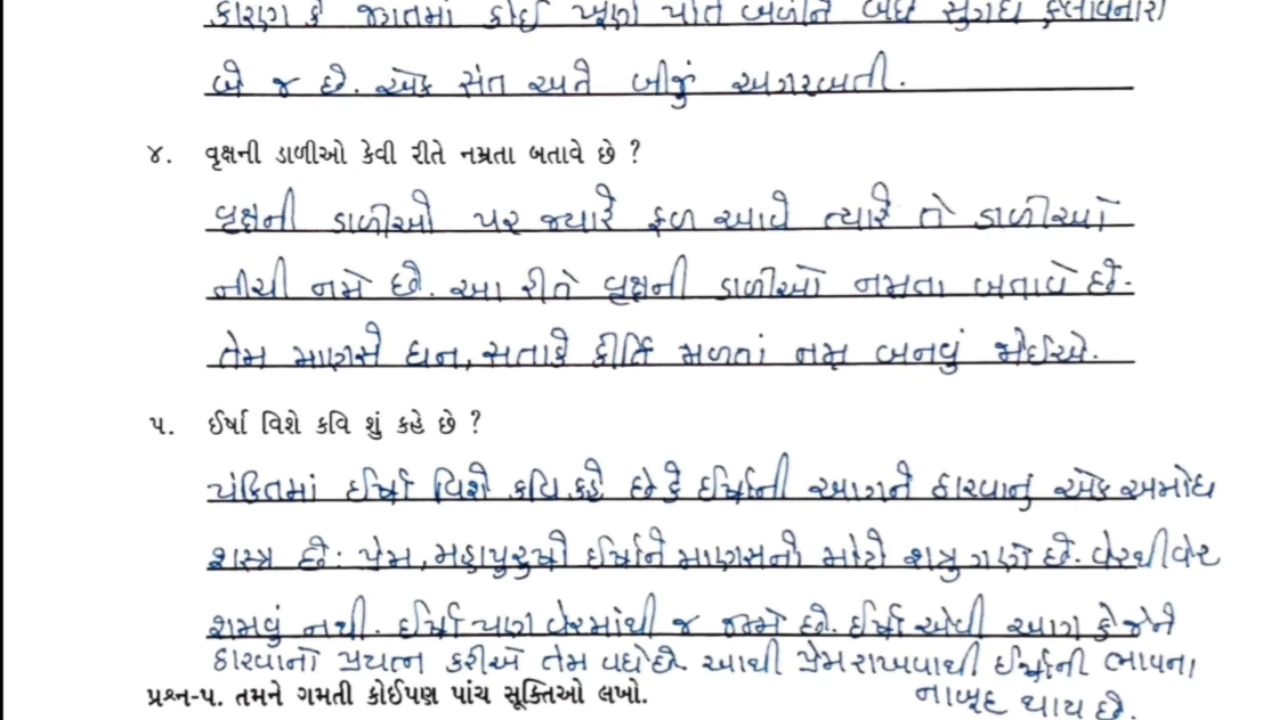 કારણ કે જગતમાં કોઈ ખૂણે પોતે બળીને બધે સુગંધ ફેલાવનારા
બે જ છે. એક સંત અને બીજું અગરબત્તી.
૪. વૃક્ષની ડાળીઓ કેવી રીતે નમ્રતા બતાવે છે ?
વૃક્ષની ડાળીઓ પર જ્યારે ફળ આવે ત્યારે તે ડાળીઓ
નીચી નમે છે. આ રીતે વૃક્ષની ડાળીઓ નમ્રતા બતાવે છે.
તેમ માણસે ધન, સત્તા કે કીર્તિ મળતાં નમ્ર બનવું જોઈએ.
૫. ઈર્ષા વિશે કવિ શું કહે છે ?
પંક્તિમાં ઈર્ષા વિશે કવિ કહે છે કે ઈર્ષાની આગને ઠારવાનું એક અમોધ
શસ્ત્ર છે: પ્રેમ, મહાપુરુષો ઈર્ષાને માણસનો મોટો શત્રુ ગણે છે. વેરથી વેર
શમવું નથી. ઈર્ષા પણ વેરમાંથી જ જન્મે છે. ઈર્ષા એવી આગ કે જેને
ઠારવાનો પ્રયત્ન કરીએ તેમ વધે છે. આથી પ્રેમ રાખવાથી ઈર્ષાની ભાવના
નાબૂદ થાય છે.
પ્રશ્ન-૫. તમને ગમતી કોઈપણ પાંચ સૂક્તિઓ લખો.